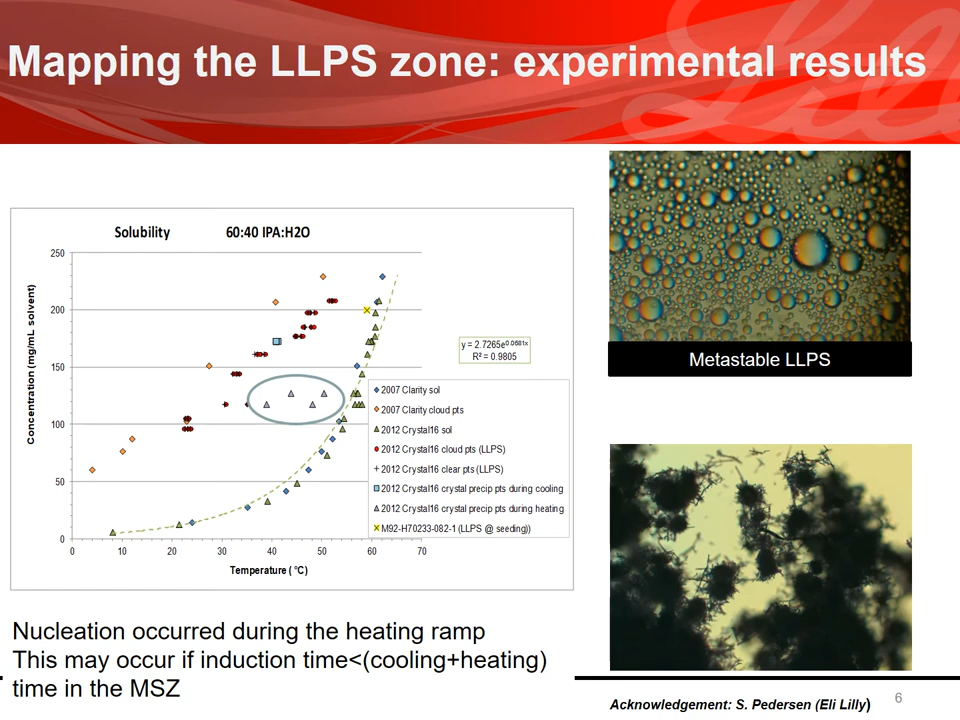 Mapping the LLPS zone: experimental results
Solubility 60:40 IPA:H2O
250
200
150
100
50
0
0 10 20 30 40 50 60 70
Concentration (mg/mL solvent)
Temperature ( °C)
y = 2.7265e^0.0681x
R² = 0.9805
2007 Clarity sol
2007 Clarity cloud pts
2012 Crystal16 sol
2012 Crystal16 cloud pts (LLPS)
2012 Crystal16 clear pts (LLPS)
2012 Crystal16 crystal precip pts during cooling
2012 Crystal16 crystal precip pts during heating
M92-H70233-082-1 (LLPS @ seeding))
Metastable LLPS
Nucleation occurred during the heating ramp
This may occur if induction time<(cooling+heating)
time in the MSZ
Acknowledgement: S. Pedersen (Eli Lilly)
6